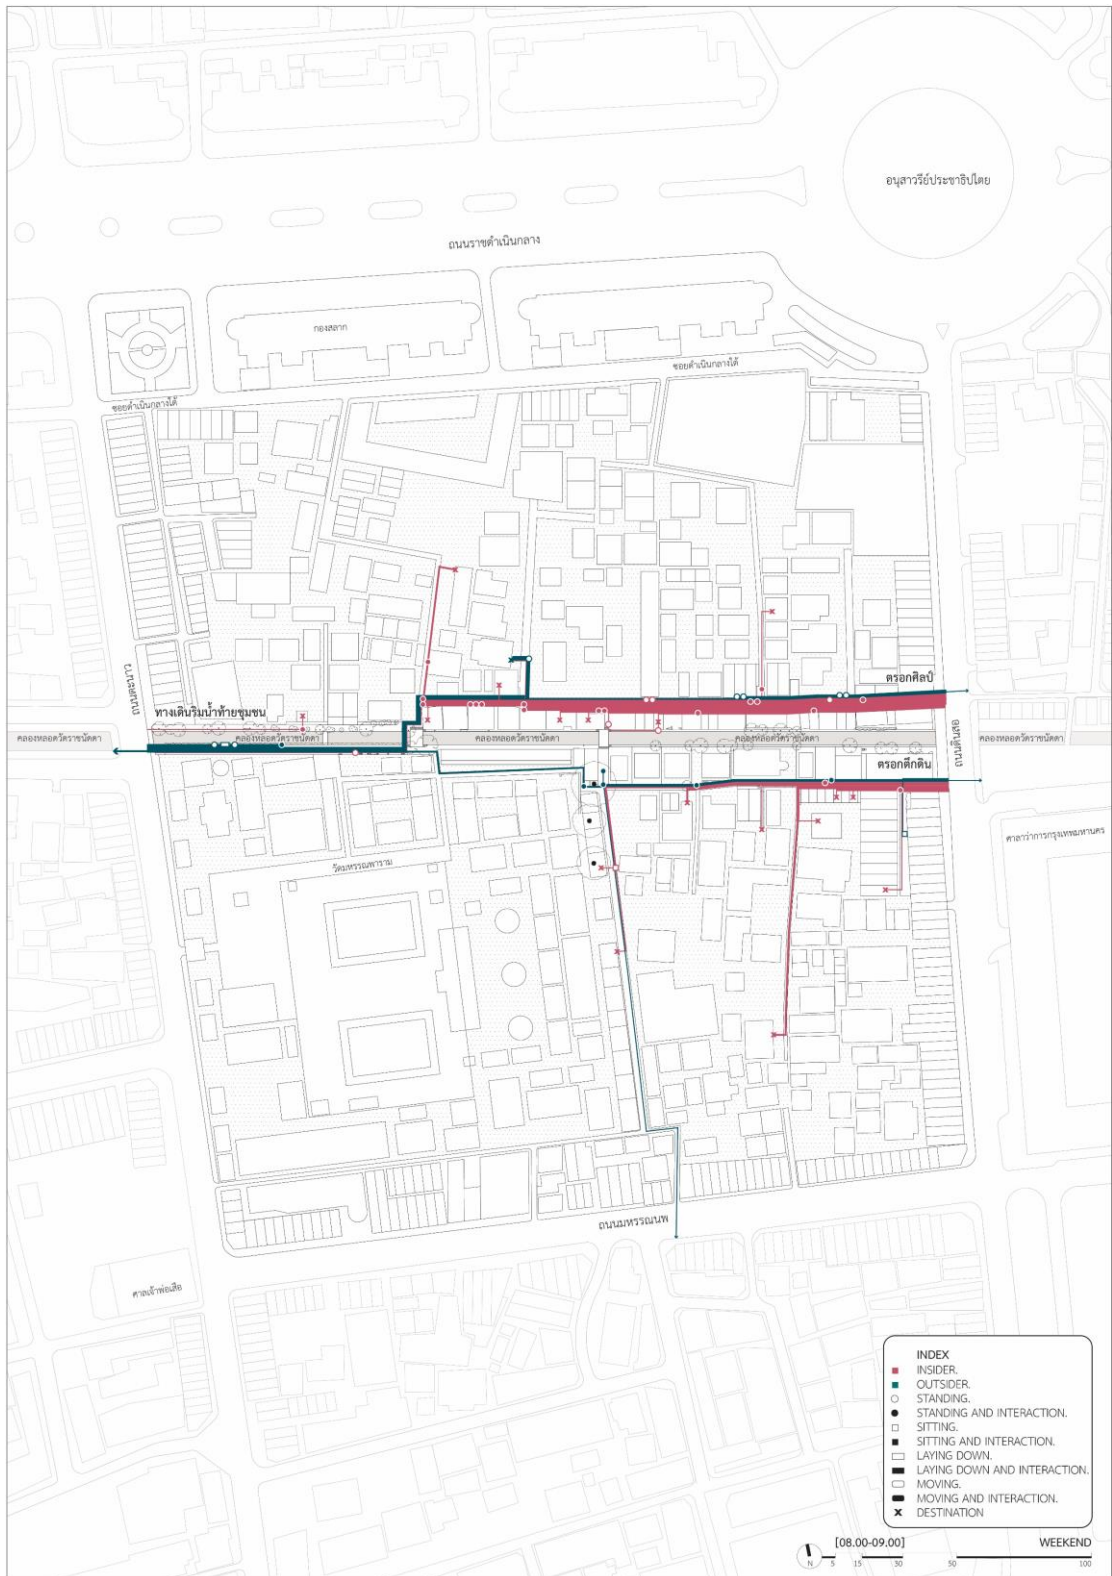 อนุสาวรีย์ประชาธิปไตย
ถนนราชดำเนินกลาง
กองสลาก
ซอยดำเนินกลางใต้
ซอยดำเนินกลางใต้
ถนนตะนาว
ตรอกศิลป์
ทางเดินริมน้ำท้ายชุมชน
ถนนดินสอ
คลองหลอดวัดราชนัดดา
คลองหลอดวัดราชนัดดา
คลองหลอดวัดราชนัดดา
คลองหลอดวัดราชนัดดา
คลองหลอดวัดราชนัดดา
ตรอกตึกดิน
ศาลาว่าการกรุงเทพมหานคร
วัดมหรรณพาราม
ถนนมหรรณนพ
ศาลเจ้าพ่อเสือ
INDEX
INSIDER.
OUTSIDER.
STANDING.
STANDING AND INTERACTION.
SITTING.
SITTING AND INTERACTION.
LAYING DOWN.
LAYING DOWN AND INTERACTION.
MOVING.
MOVING AND INTERACTION.
X DESTINATION
[08.00-09.00] WEEKEND
N 5 15 30 50 100